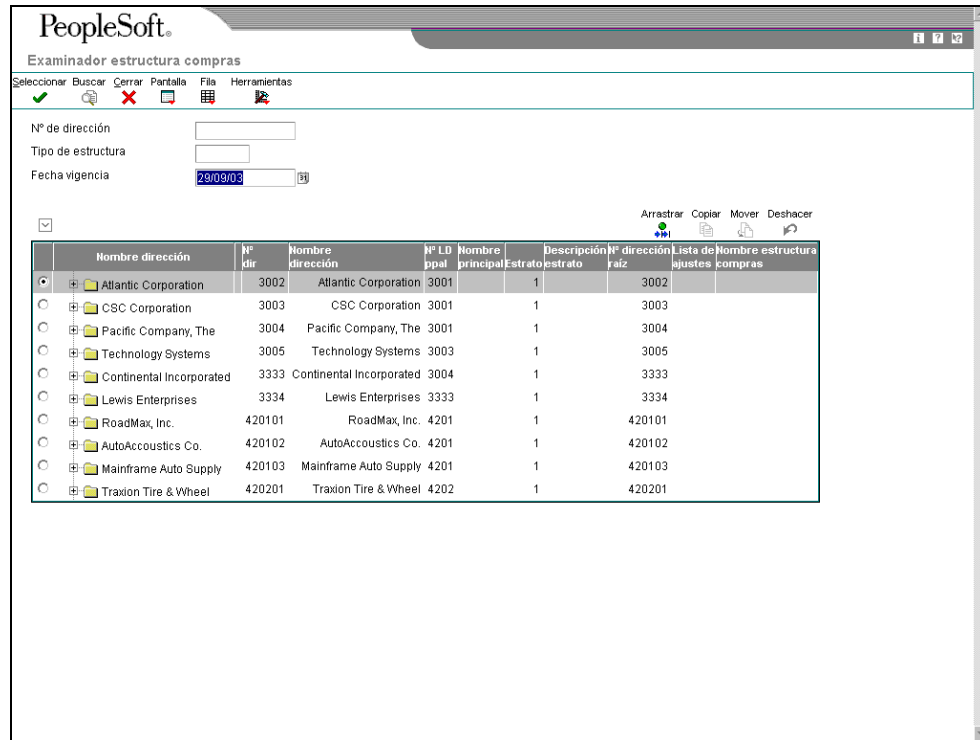 PeopleSoft®
Examinador estructura compras
Seleccionar Buscar Cerrar Pantalla Fila Herramientas
Nº de dirección
Tipo de estructura
Fecha vigencia 29/09/03 31
Arrastrar Copiar Mover Deshacer
Nombre dirección Nº dir Nombre dirección Nº LD ppal Nombre principal Estrato Descripción estrato Nº dirección raíz Lista de ajustes Nombre estructura compras
Atlantic Corporation 3002 Atlantic Corporation 3001 1 3002
CSC Corporation 3003 CSC Corporation 3001 1 3003
Pacific Company, The 3004 Pacific Company, The 3001 1 3004
Technology Systems 3005 Technology Systems 3003 1 3005
Continental Incorporated 3333 Continental Incorporated 3004 1 3333
Lewis Enterprises 3334 Lewis Enterprises 3333 1 3334
RoadMax, Inc. 420101 RoadMax, Inc. 4201 1 420101
AutoAccoustics Co. 420102 AutoAccoustics Co. 4201 1 420102
Mainframe Auto Supply 420103 Mainframe Auto Supply 4201 1 420103
Traxion Tire & Wheel 420201 Traxion Tire & Wheel 4202 1 420201